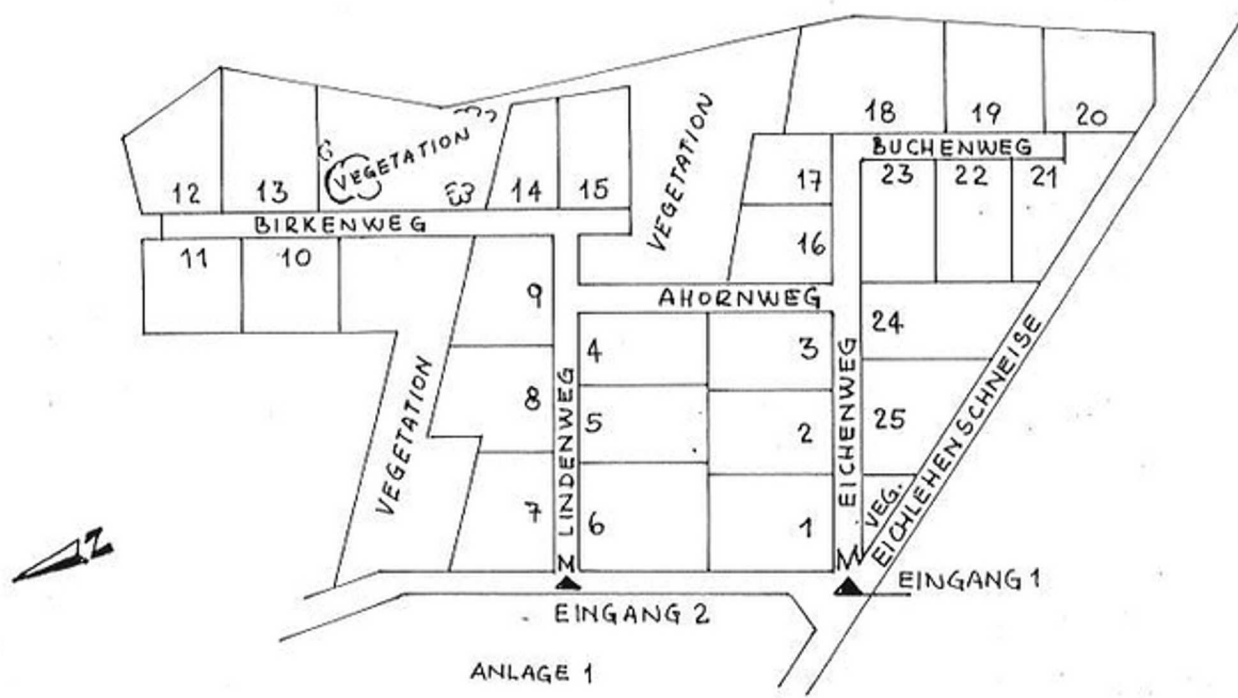 18 19 20
BUCHENWEG
VEGETATION
12 13 VEGETATION 14 15
17 23 22 21
BIRKENWEG
16
11 10
9 AHORNWEG
24
4 3
VEGETATION
8 LINDENWEG 5 2 EICHENWEG 25
EICHLEHENSCHNEISE
7 6 1 VEG.
N
EINGANG 1
EINGANG 2
ANLAGE 1